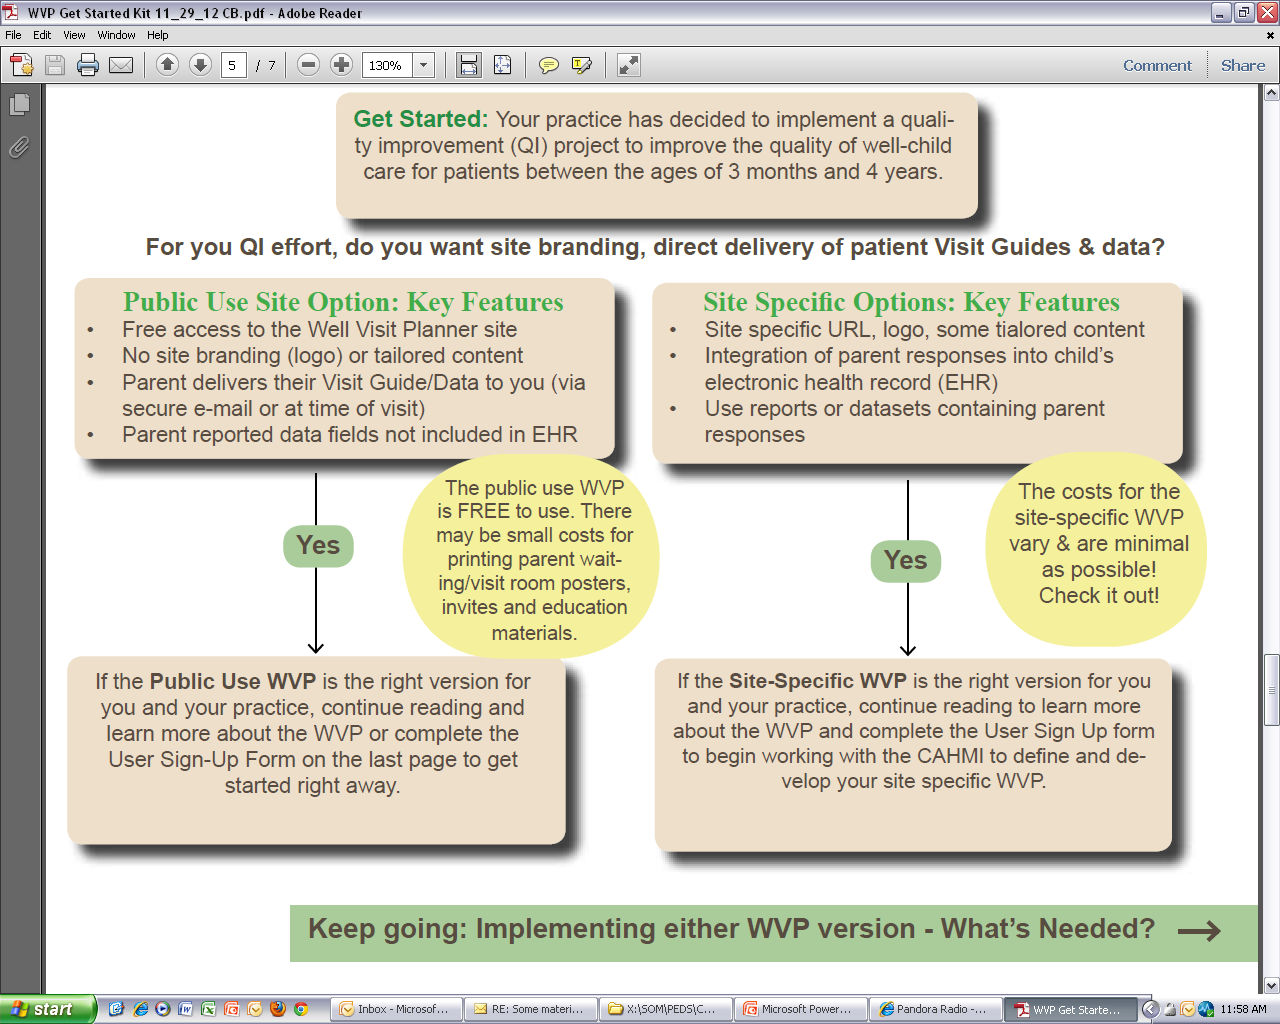 WVP Get Started Kit 11_29_12 CB.pdf - Adobe Reader
File Edit View Window Help
5 / 7 130% Comment Share
Get Started: Your practice has decided to implement a quali-
ty improvement (QI) project to improve the quality of well-child
care for patients between the ages of 3 months and 4 years.
For you QI effort, do you want site branding, direct delivery of patient Visit Guides & data?
Public Use Site Option: Key Features
• Free access to the Well Visit Planner site
• No site branding (logo) or tailored content
• Parent delivers their Visit Guide/Data to you (via
secure e-mail or at time of visit)
• Parent reported data fields not included in EHR
Site Specific Options: Key Features
• Site specific URL, logo, some tialored content
• Integration of parent responses into child's
electronic health record (EHR)
• Use reports or datasets containing parent
responses
Yes
The public use WVP
is FREE to use. There
may be small costs for
printing parent wait-
ing/visit room posters,
invites and education
materials.
Yes
The costs for the
site-specific WVP
vary & are minimal
as possible!
Check it out!
If the Public Use WVP is the right version for
you and your practice, continue reading and
learn more about the WVP or complete the
User Sign-Up Form on the last page to get
started right away.
If the Site-Specific WVP is the right version for you
and your practice, continue reading to learn more
about the WVP and complete the User Sign Up form
to begin working with the CAHMI to define and de-
velop your site specific WVP.
Keep going: Implementing either WVP version - What's Needed?
start Inbox - Microsof... RE: Some materi... X:\SOM\PEDS\C... Microsoft Power... Pandora Radio -... WVP Get Starte... 11:58 AM